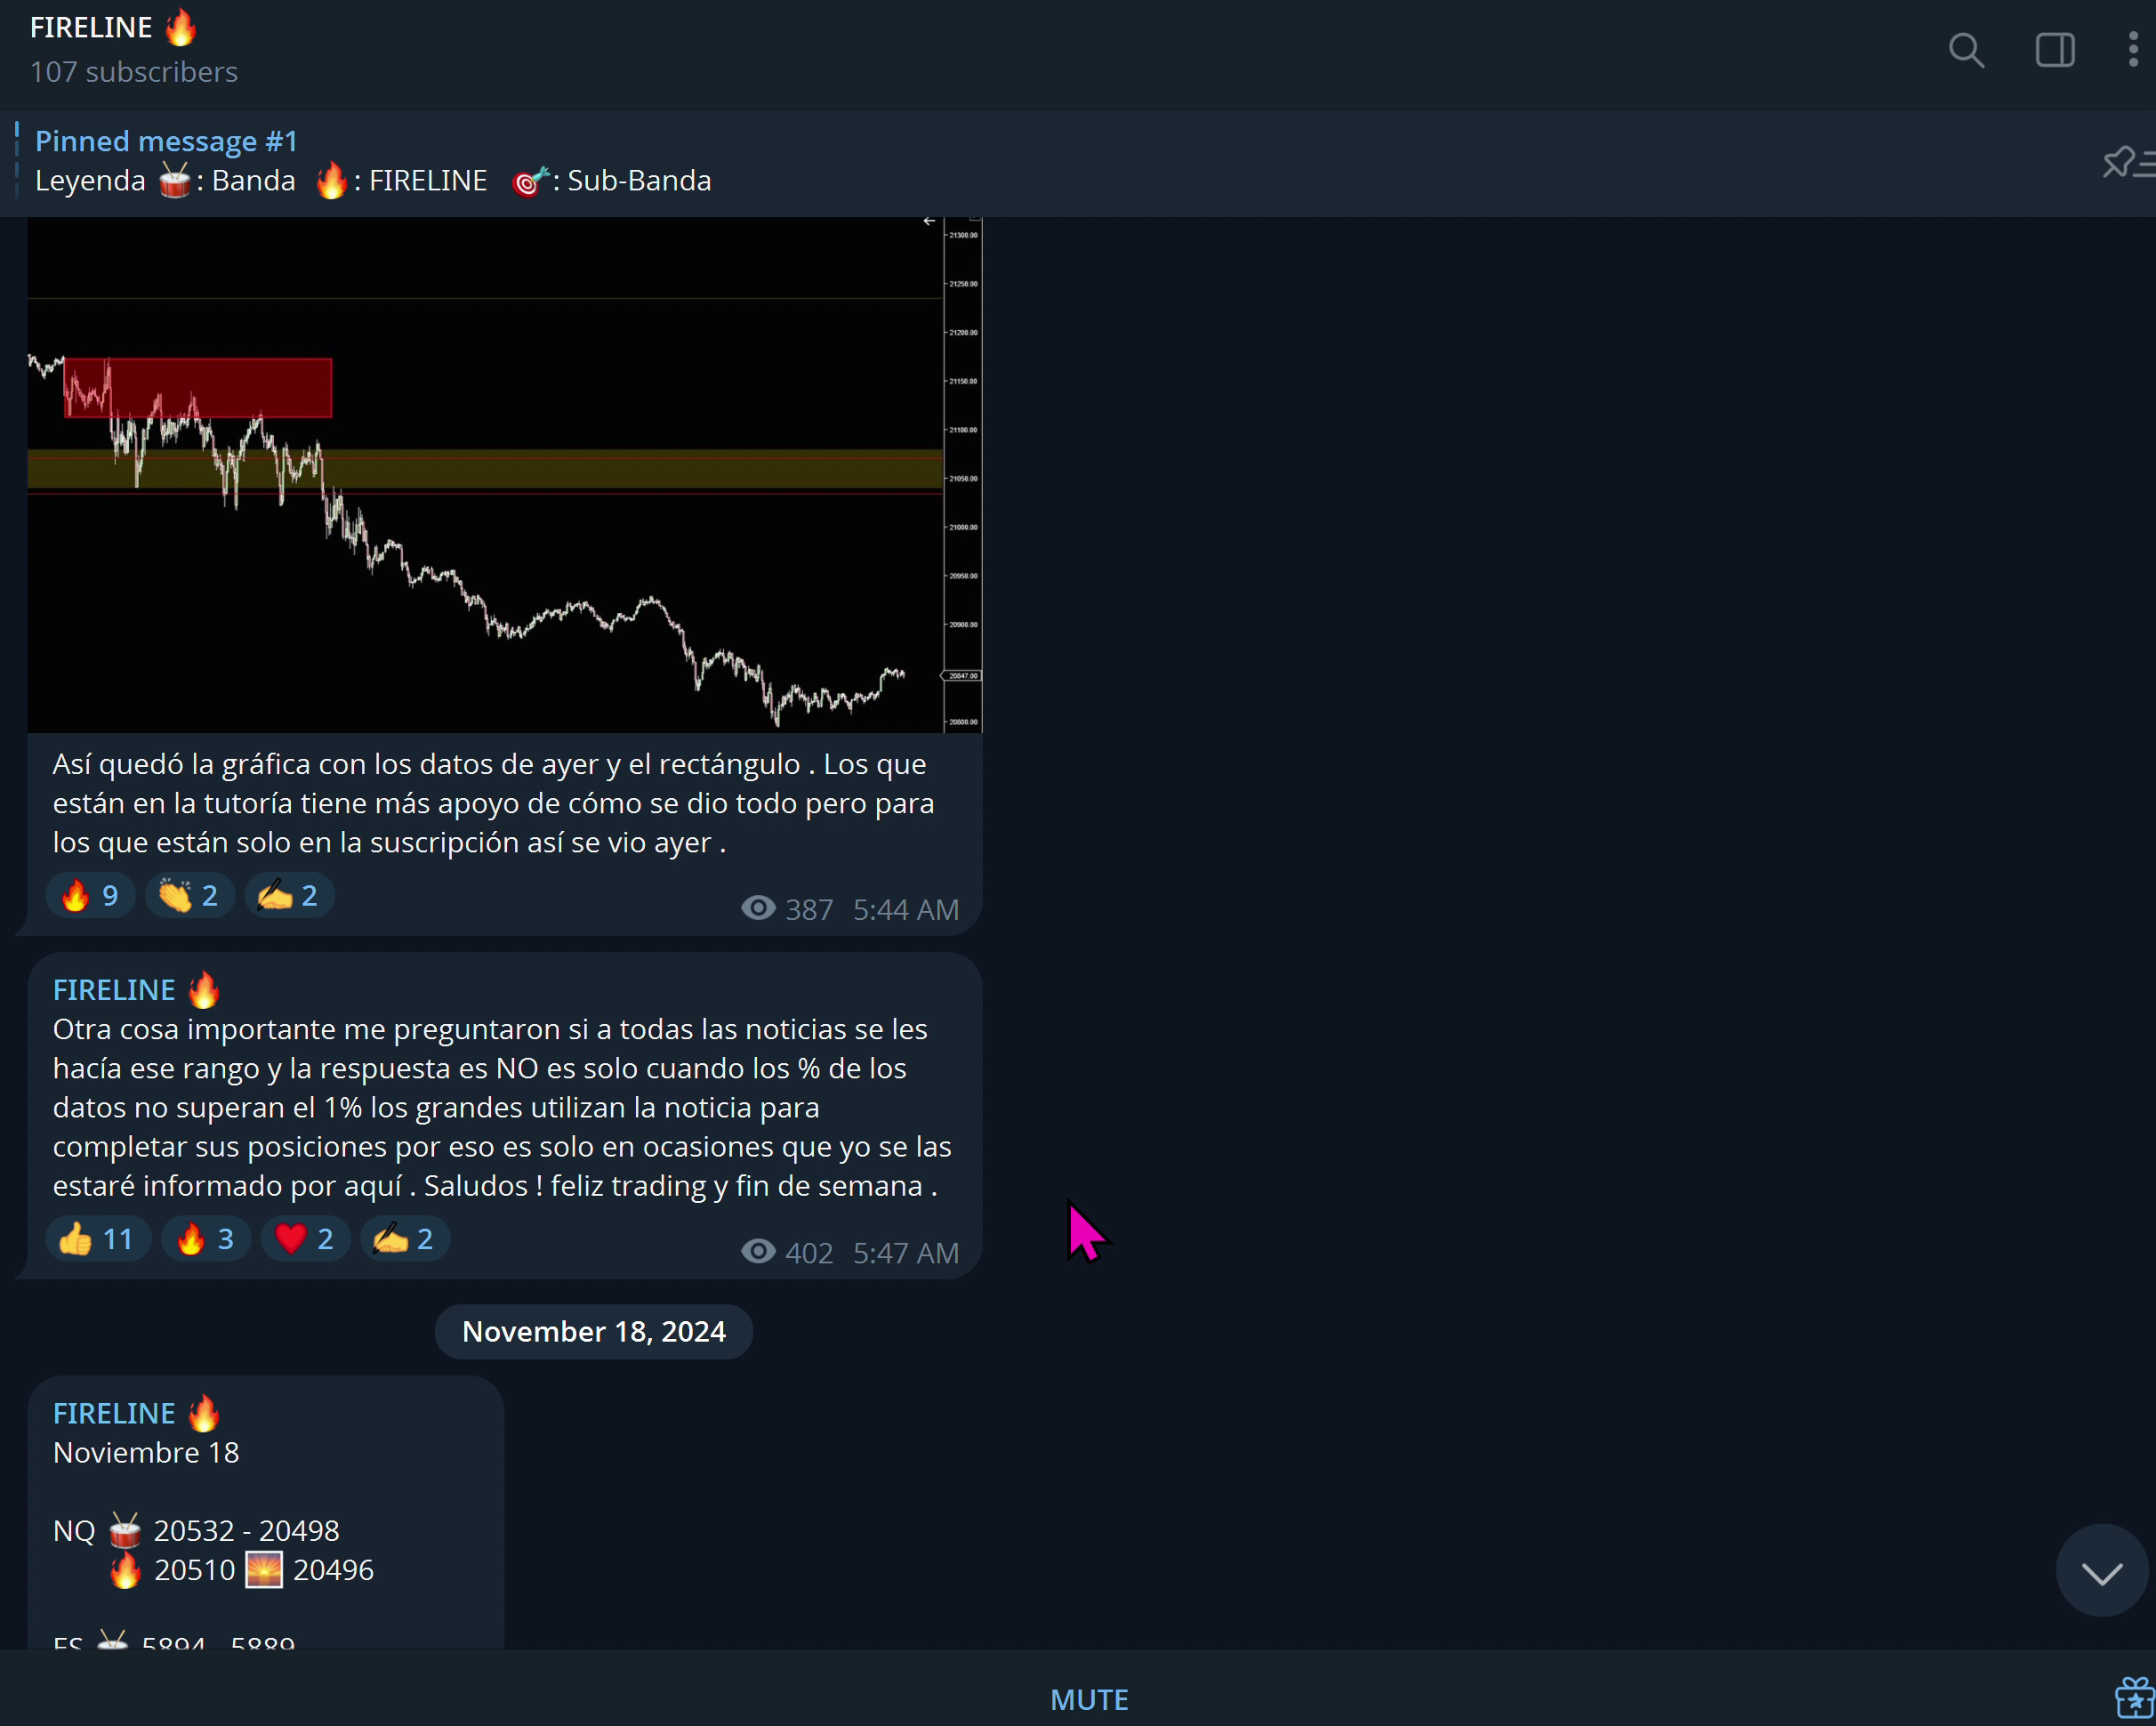 FIRELINE 🔥
107 subscribers
Pinned message #1
Leyenda 🥁: Banda 🔥: FIRELINE 🎯: Sub-Banda
21300.00
21250.00
21200.00
21150.00
21100.00
21050.00
21000.00
20950.00
20900.00
20847.00
20800.00
Así quedó la gráfica con los datos de ayer y el rectángulo . Los que
están en la tutoría tiene más apoyo de cómo se dio todo pero para
los que están solo en la suscripción así se vio ayer .
🔥 9 👏 2 ✍ 2 387 5:44 AM
FIRELINE 🔥
Otra cosa importante me preguntaron si a todas las noticias se les
hacía ese rango y la respuesta es NO es solo cuando los % de los
datos no superan el 1% los grandes utilizan la noticia para
completar sus posiciones por eso es solo en ocasiones que yo se las
estaré informado por aquí . Saludos ! feliz trading y fin de semana .
👍 11 🔥 3 ❤ 2 ✍ 2 402 5:47 AM
November 18, 2024
FIRELINE 🔥
Noviembre 18
NQ 🥁 20532 - 20498
🔥 20510 🌅 20496
ES 🥁 5894 - 5889
MUTE